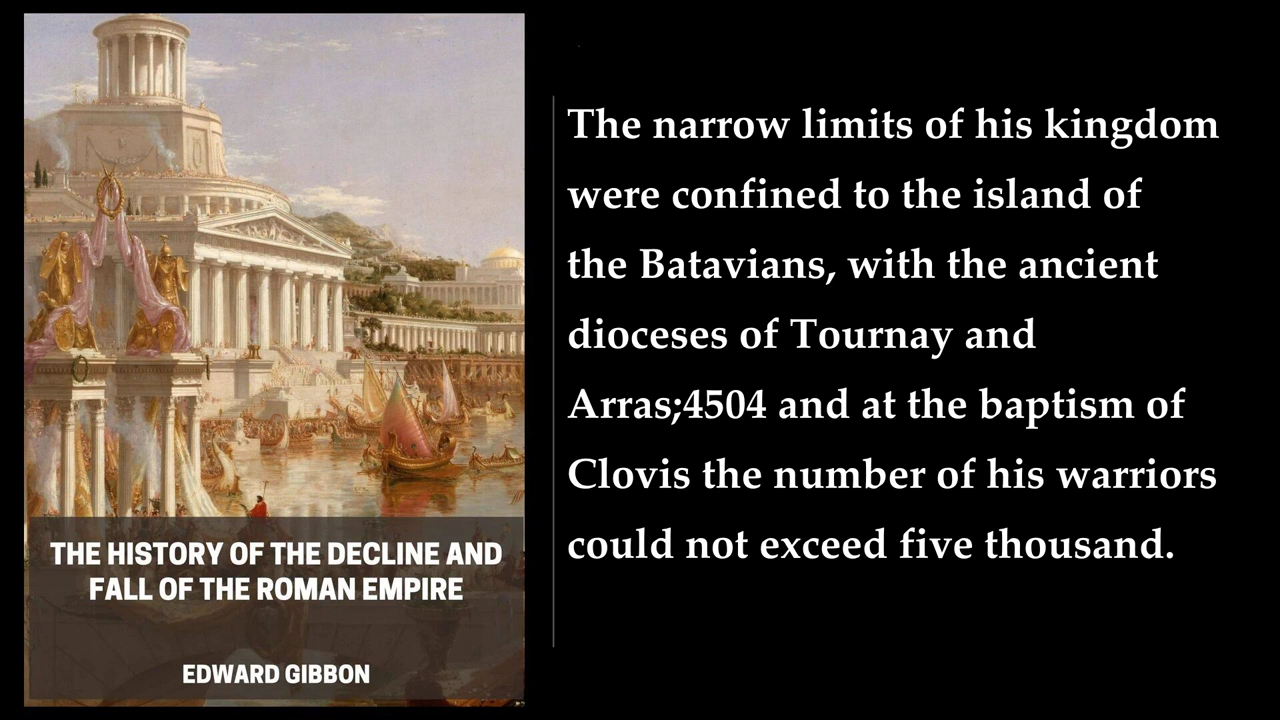 THE HISTORY OF THE DECLINE AND
FALL OF THE ROMAN EMPIRE
EDWARD GIBBON
The narrow limits of his kingdom
were confined to the island of
the Batavians, with the ancient
dioceses of Tournay and
Arras;4504 and at the baptism of
Clovis the number of his warriors
could not exceed five thousand.